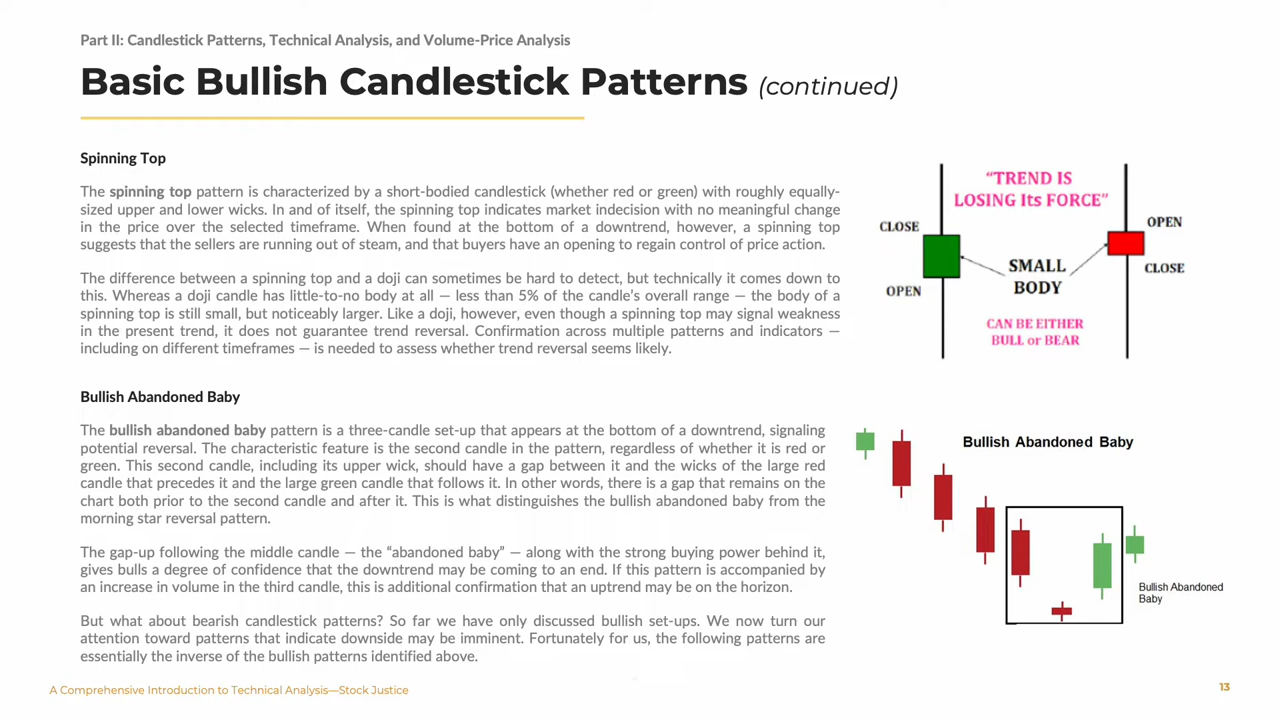 Part II: Candlestick Patterns, Technical Analysis, and Volume-Price Analysis
Basic Bullish Candlestick Patterns (continued)
Spinning Top
The spinning top pattern is characterized by a short-bodied candlestick (whether red or green) with roughly equally-
sized upper and lower wicks. In and of itself, the spinning top indicates market indecision with no meaningful change
in the price over the selected timeframe. When found at the bottom of a downtrend, however, a spinning top
suggests that the sellers are running out of steam, and that buyers have an opening to regain control of price action.
The difference between a spinning top and a doji can sometimes be hard to detect, but technically it comes down to
this. Whereas a doji candle has little-to-no body at all — less than 5% of the candle's overall range — the body of a
spinning top is still small, but noticeably larger. Like a doji, however, even though a spinning top may signal weakness
in the present trend, it does not guarantee trend reversal. Confirmation across multiple patterns and indicators —
including on different timeframes — is needed to assess whether trend reversal seems likely.
"TREND IS
LOSING Its FORCE"
CLOSE
OPEN
SMALL
BODY
OPEN
CLOSE
CAN BE EITHER
BULL or BEAR
Bullish Abandoned Baby
The bullish abandoned baby pattern is a three-candle set-up that appears at the bottom of a downtrend, signaling
potential reversal. The characteristic feature is the second candle in the pattern, regardless of whether it is red or
green. This second candle, including its upper wick, should have a gap between it and the wicks of the large red
candle that precedes it and the large green candle that follows it. In other words, there is a gap that remains on the
chart both prior to the second candle and after it. This is what distinguishes the bullish abandoned baby from the
morning star reversal pattern.
The gap-up following the middle candle — the "abandoned baby" — along with the strong buying power behind it,
gives bulls a degree of confidence that the downtrend may be coming to an end. If this pattern is accompanied by
an increase in volume in the third candle, this is additional confirmation that an uptrend may be on the horizon.
But what about bearish candlestick patterns? So far we have only discussed bullish set-ups. We now turn our
attention toward patterns that indicate downside may be imminent. Fortunately for us, the following patterns are
essentially the inverse of the bullish patterns identified above.
Bullish Abandoned Baby
Bullish Abandoned
Baby
A Comprehensive Introduction to Technical Analysis—Stock Justice
13